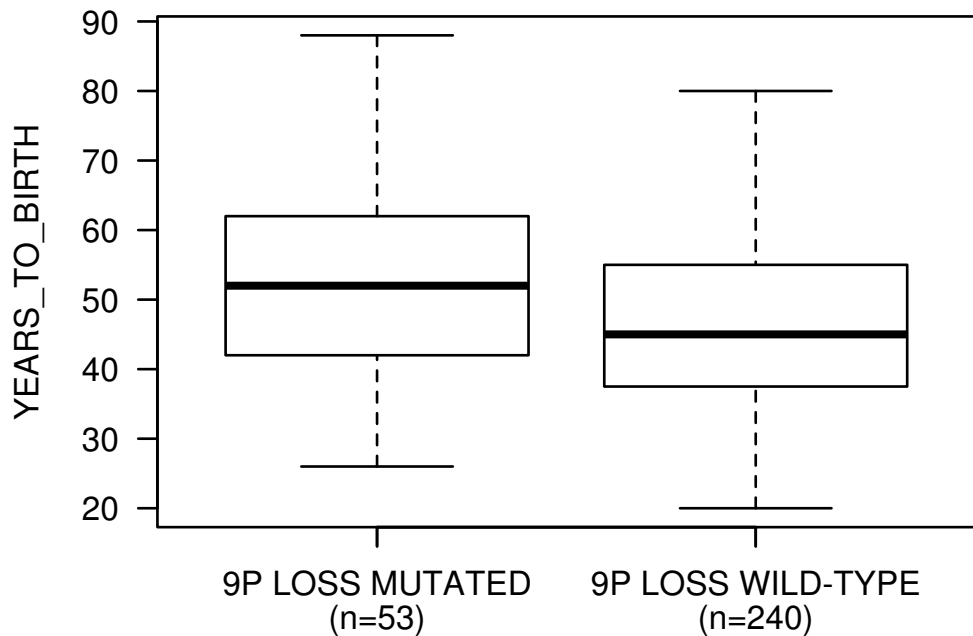 YEARS_TO_BIRTH
90
80
70
60
50
40
30
20
9P LOSS MUTATED
(n=53)
9P LOSS WILD-TYPE
(n=240)